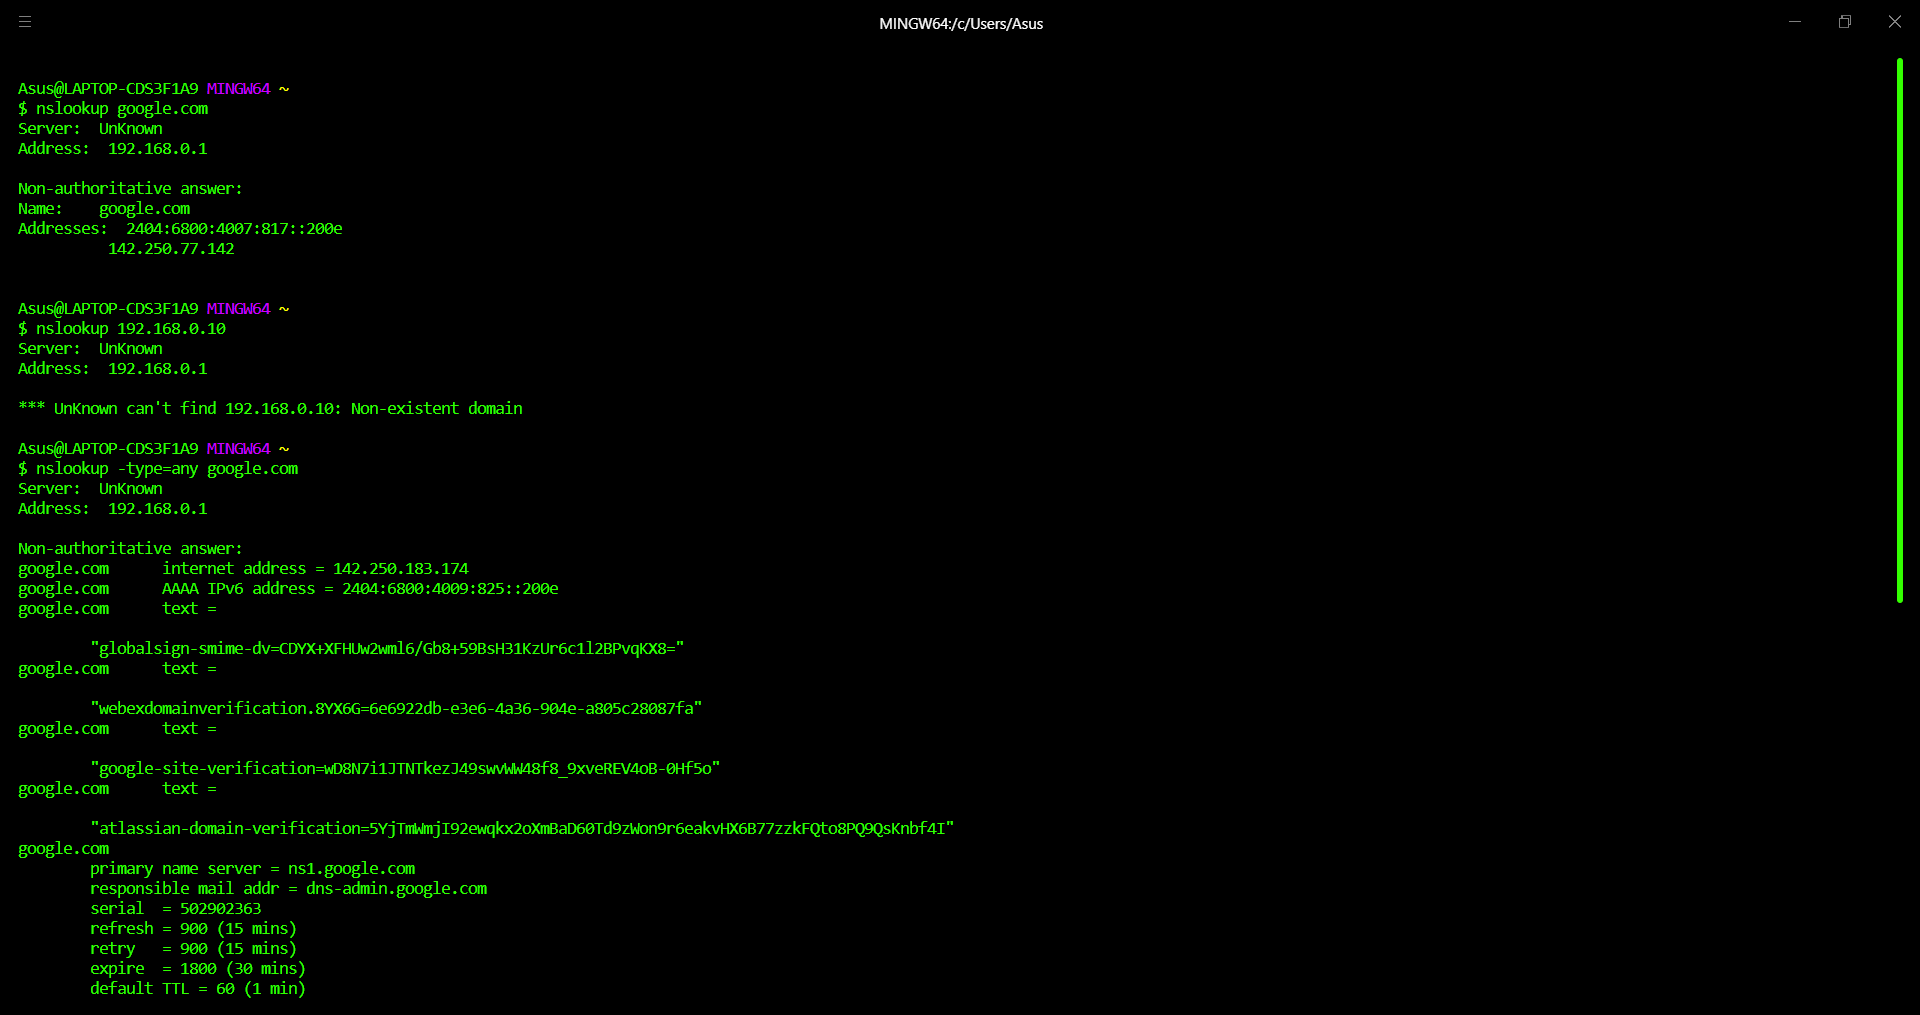 MINGW64:/c/Users/Asus
Asus@LAPTOP-CDS3F1A9 MINGW64 ~
$ nslookup google.com
Server:  UnKnown
Address:  192.168.0.1
Non-authoritative answer:
Name:    google.com
Addresses:  2404:6800:4007:817::200e
142.250.77.142
Asus@LAPTOP-CDS3F1A9 MINGW64 ~
$ nslookup 192.168.0.10
Server:  UnKnown
Address:  192.168.0.1
*** UnKnown can't find 192.168.0.10: Non-existent domain
Asus@LAPTOP-CDS3F1A9 MINGW64 ~
$ nslookup -type=any google.com
Server:  UnKnown
Address:  192.168.0.1
Non-authoritative answer:
google.com      internet address = 142.250.183.174
google.com      AAAA IPv6 address = 2404:6800:4009:825::200e
google.com      text =
"globalsign-smime-dv=CDYX+XFHUw2wml6/Gb8+59BsH31KzUr6c1l2BPvqKX8="
google.com      text =
"webexdomainverification.8YX6G=6e6922db-e3e6-4a36-904e-a805c28087fa"
google.com      text =
"google-site-verification=wD8N7i1JTNTkezJ49swvWW48f8_9xveREV4oB-0Hf5o"
google.com      text =
"atlassian-domain-verification=5YjTmWmjI92ewqkx2oXmBaD60Td9zWon9r6eakvHX6B77zzkFQto8PQ9QsKnbf4I"
google.com
primary name server = ns1.google.com
responsible mail addr = dns-admin.google.com
serial  = 502902363
refresh = 900 (15 mins)
retry   = 900 (15 mins)
expire  = 1800 (30 mins)
default TTL = 60 (1 min)